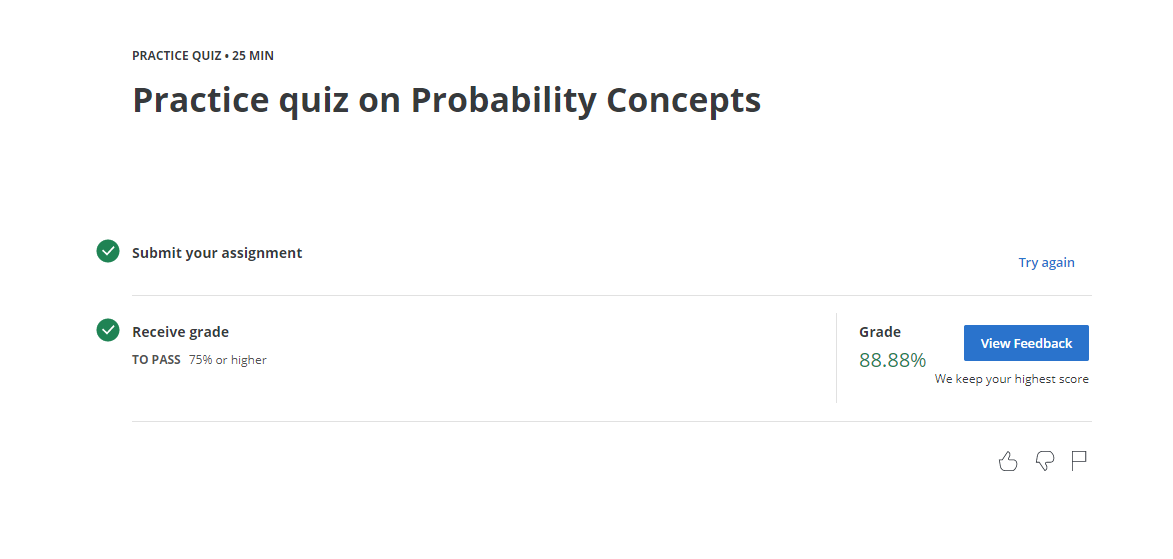 PRACTICE QUIZ • 25 MIN
Practice quiz on Probability Concepts
Submit your assignment
Try again
Receive grade
TO PASS 75% or higher
Grade
88.88%
View Feedback
We keep your highest score